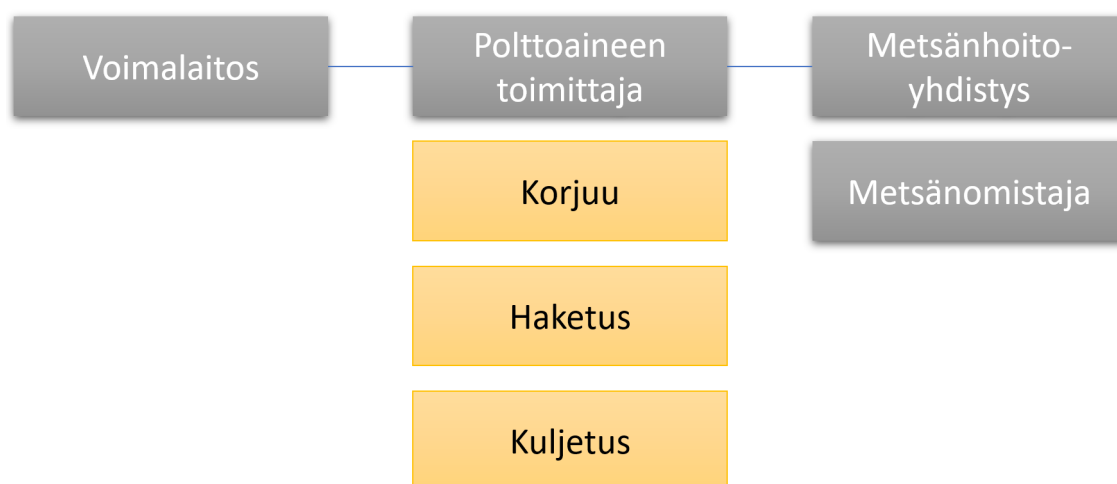 Voimalaitos
Polttoaineen
toimittaja
Metsänhoito-
yhdistys
Korjuu
Metsänomistaja
Haketus
Kuljetus